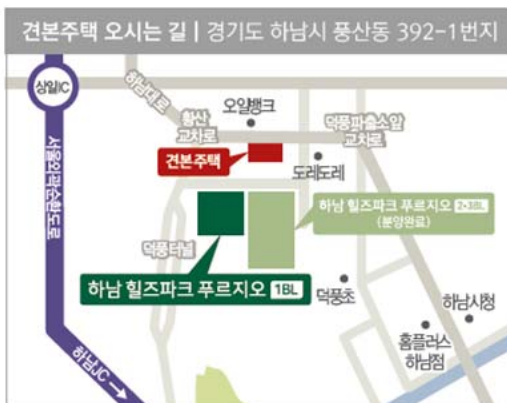 견본주택 오시는 길 | 경기도 하남시 풍산동 392-1번지
상일IC
하남대로
오일뱅크
황산
교차로
덕풍파출소앞
교차로
견본주택
도레도레
서울외곽순환도로
하남 힐즈파크 푸르지오 2·3BL
(분양완료)
덕풍터널
하남 힐즈파크 푸르지오 1BL
덕풍초
하남시청
홈플러스
하남점
하남JC →